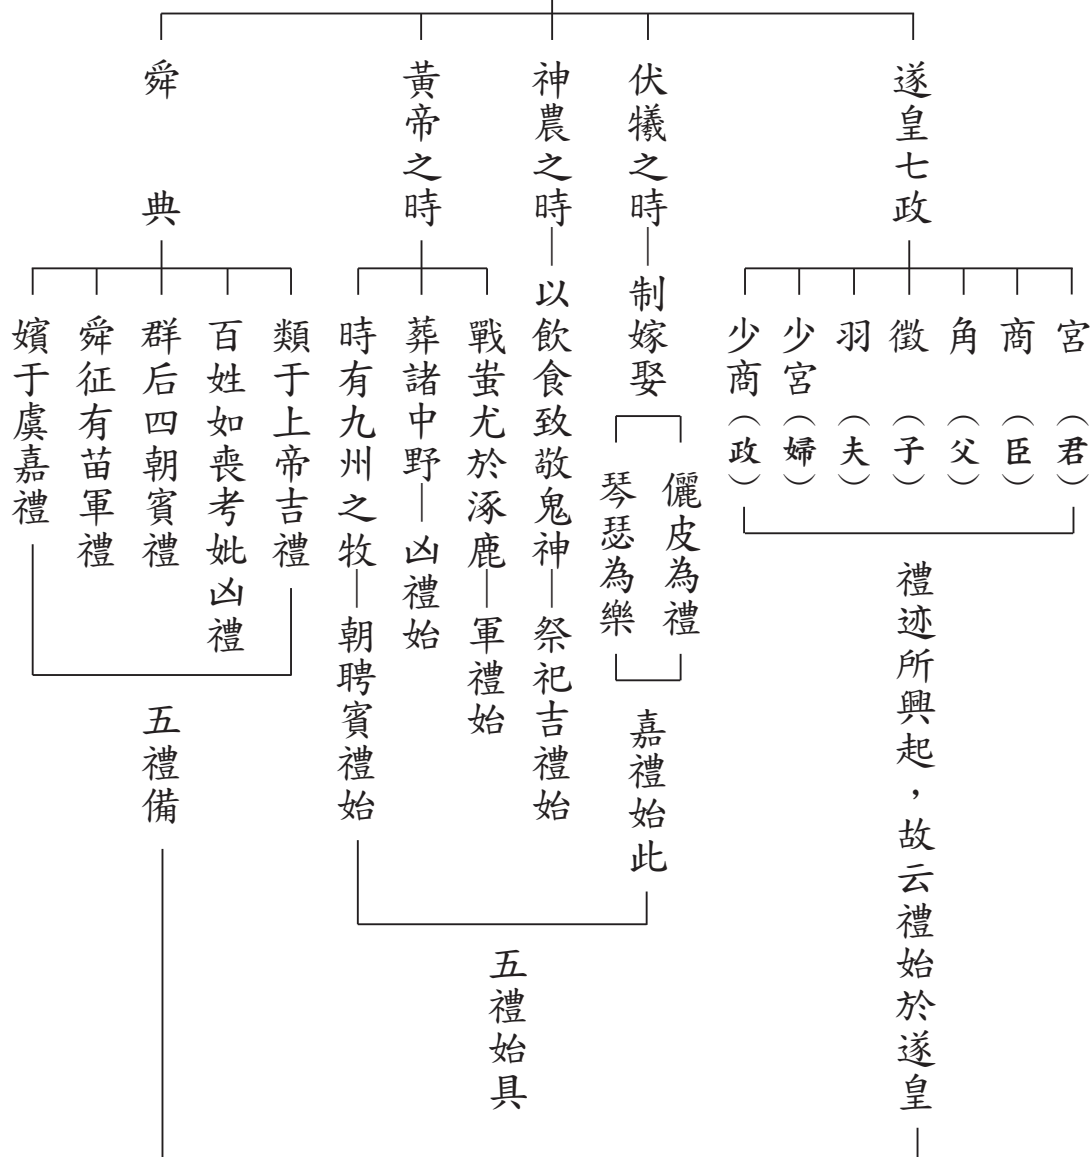 遂皇七政
宮（君）
商（臣）
角（父）
徵（子）
羽（夫）
少宮（婦）
少商（政）
禮迹所興起，故云禮始於遂皇
伏犧之時
制嫁娶
儷皮為禮
琴瑟為樂
嘉禮始此
神農之時
以飲食致敬鬼神
祭祀吉禮始
黃帝之時
戰蚩尤於涿鹿
軍禮始
葬諸中野
凶禮始
時有九州之牧
朝聘賓禮始
五禮始具
舜典
類于上帝吉禮
百姓如喪考妣凶禮
群后四朝賓禮
舜征有苗軍禮
嬪于虞嘉禮
五禮備